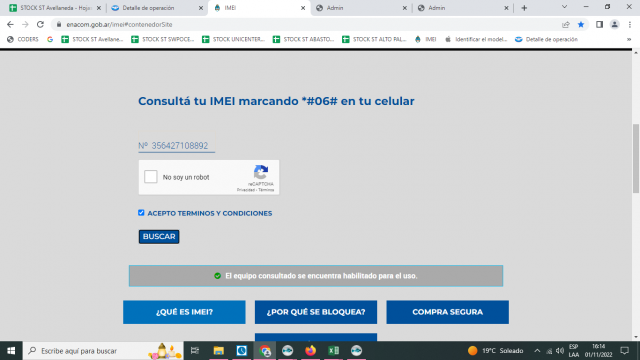 STOCK ST Avellaneda - Hoja
Detalle de operación
IMEI
Admin
Admin
enacom.gob.ar/imei#contenedorSite
CODERS
G
STOCK ST Avellane...
STOCK ST SWFOCE...
STOCK UNICENTER...
STOCK ST ABASTO...
STOCK ST ALTO PAL...
IMEI
Identificar el model...
Detalle de operación
Consultá tu IMEI marcando *#06# en tu celular
Nº 356427108892
No soy un robot
reCAPTCHA
Privacidad - Términos
ACEPTO TERMINOS Y CONDICIONES
BUSCAR
El equipo consultado se encuentra habilitado para el uso.
¿QUÉ ES IMEI?
¿POR QUÉ SE BLOQUEA?
COMPRA SEGURA
Escribe aquí para buscar
19°C Soleado
ESP
LAA
16:14
01/11/2022